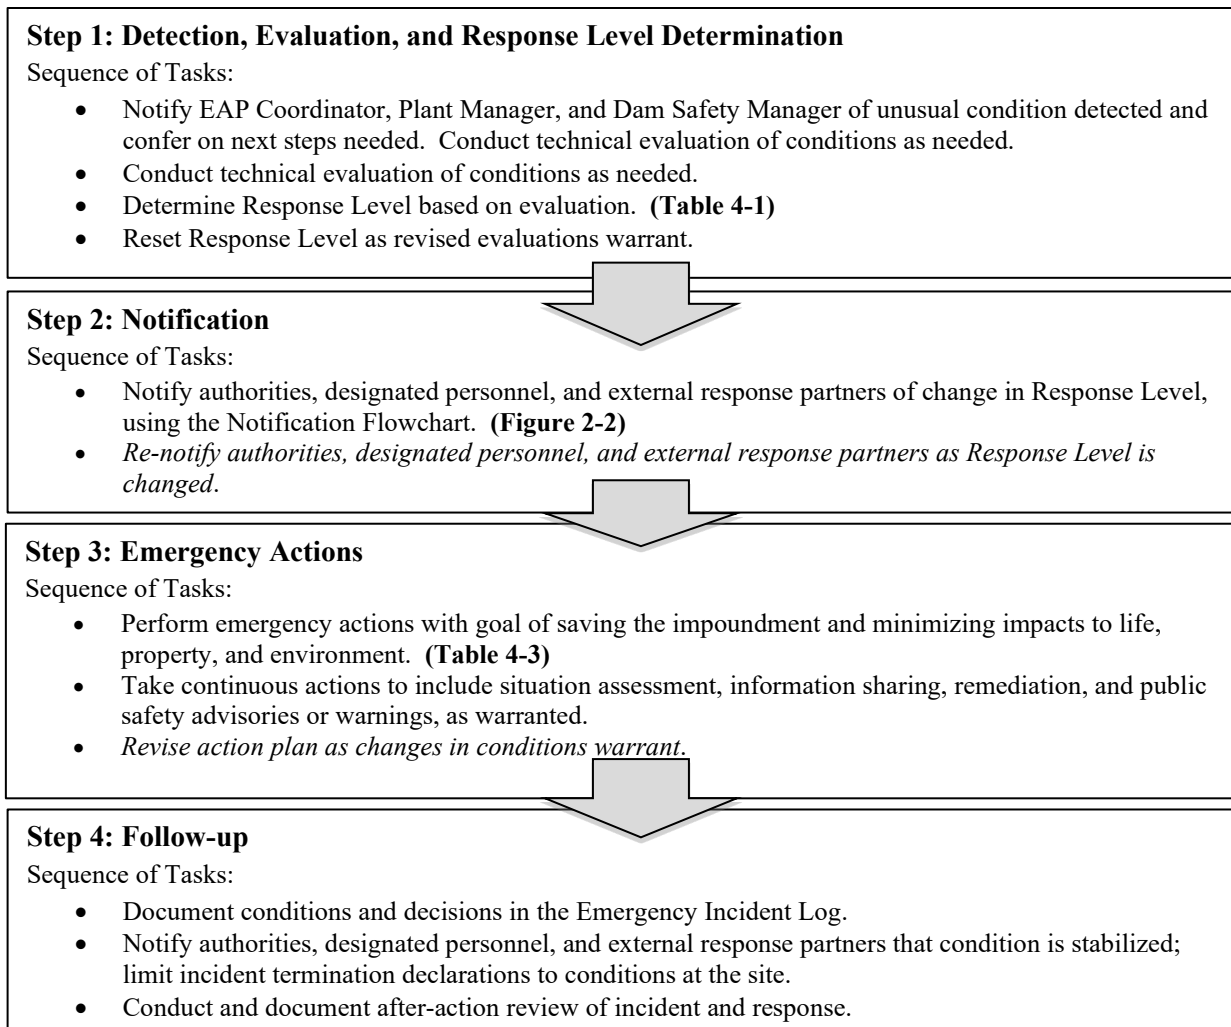 Step 1: Detection, Evaluation, and Response Level Determination
Sequence of Tasks:
• Notify EAP Coordinator, Plant Manager, and Dam Safety Manager of unusual condition detected and
confer on next steps needed.  Conduct technical evaluation of conditions as needed.
• Conduct technical evaluation of conditions as needed.
• Determine Response Level based on evaluation.  (Table 4-1)
• Reset Response Level as revised evaluations warrant.
Step 2: Notification
Sequence of Tasks:
• Notify authorities, designated personnel, and external response partners of change in Response Level,
using the Notification Flowchart.  (Figure 2-2)
• Re-notify authorities, designated personnel, and external response partners as Response Level is
changed.
Step 3: Emergency Actions
Sequence of Tasks:
• Perform emergency actions with goal of saving the impoundment and minimizing impacts to life,
property, and environment.  (Table 4-3)
• Take continuous actions to include situation assessment, information sharing, remediation, and public
safety advisories or warnings, as warranted.
• Revise action plan as changes in conditions warrant.
Step 4: Follow-up
Sequence of Tasks:
• Document conditions and decisions in the Emergency Incident Log.
• Notify authorities, designated personnel, and external response partners that condition is stabilized;
limit incident termination declarations to conditions at the site.
• Conduct and document after-action review of incident and response.